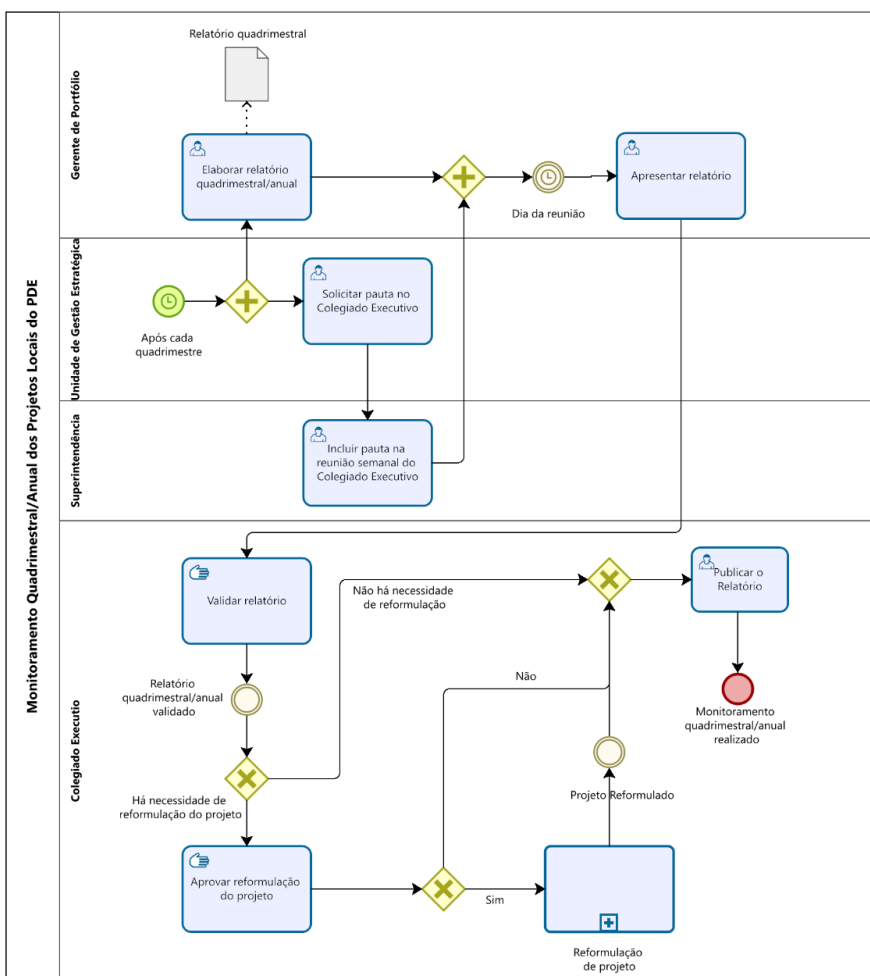 Monitoramento Quadrimestral/Anual dos Projetos Locais do PDE
Gerente de Portfólio
Relatório quadrimestral
Elaborar relatório
quadrimestral/anual
Dia da reunião
Apresentar relatório
Unidade de Gestão Estratégica
Após cada
quadrimestre
Solicitar pauta no
Colegiado Executivo
Superintendência
Incluir pauta na
reunião semanal do
Colegiado Executivo
Colegiado Executio
Validar relatório
Não há necessidade
de reformulação
Publicar o
Relatório
Relatório
quadrimestral/anual
validado
Não
Monitoramento
quadrimestral/anual
realizado
Há necessidade de
reformulação do projeto
Projeto Reformulado
Aprovar reformulação
do projeto
Sim
Reformulação
de projeto